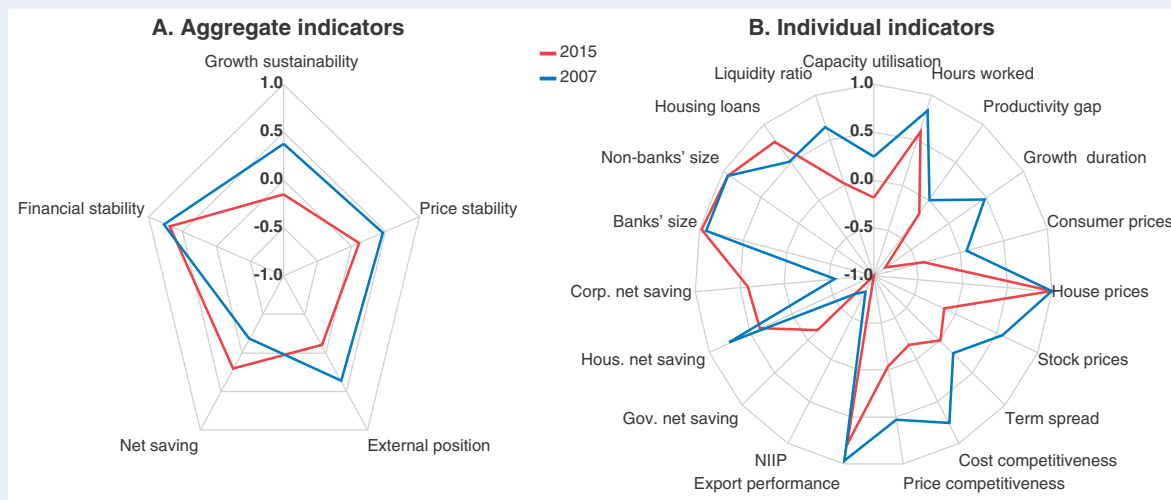 A. Aggregate indicators
Growth sustainability
1.0
0.5
0.0
-0.5
-1.0
Financial stability
Price stability
Net saving
External position
2015
2007
B. Individual indicators
Capacity utilisation
Liquidity ratio
Hours worked
1.0
Housing loans
Productivity gap
0.5
Non-banks' size
Growth duration
0.0
Banks' size
Consumer prices
-0.5
-1.0
Corp. net saving
House prices
Hous. net saving
Stock prices
Gov. net saving
Term spread
NIIP
Cost competitiveness
Export performance
Price competitiveness